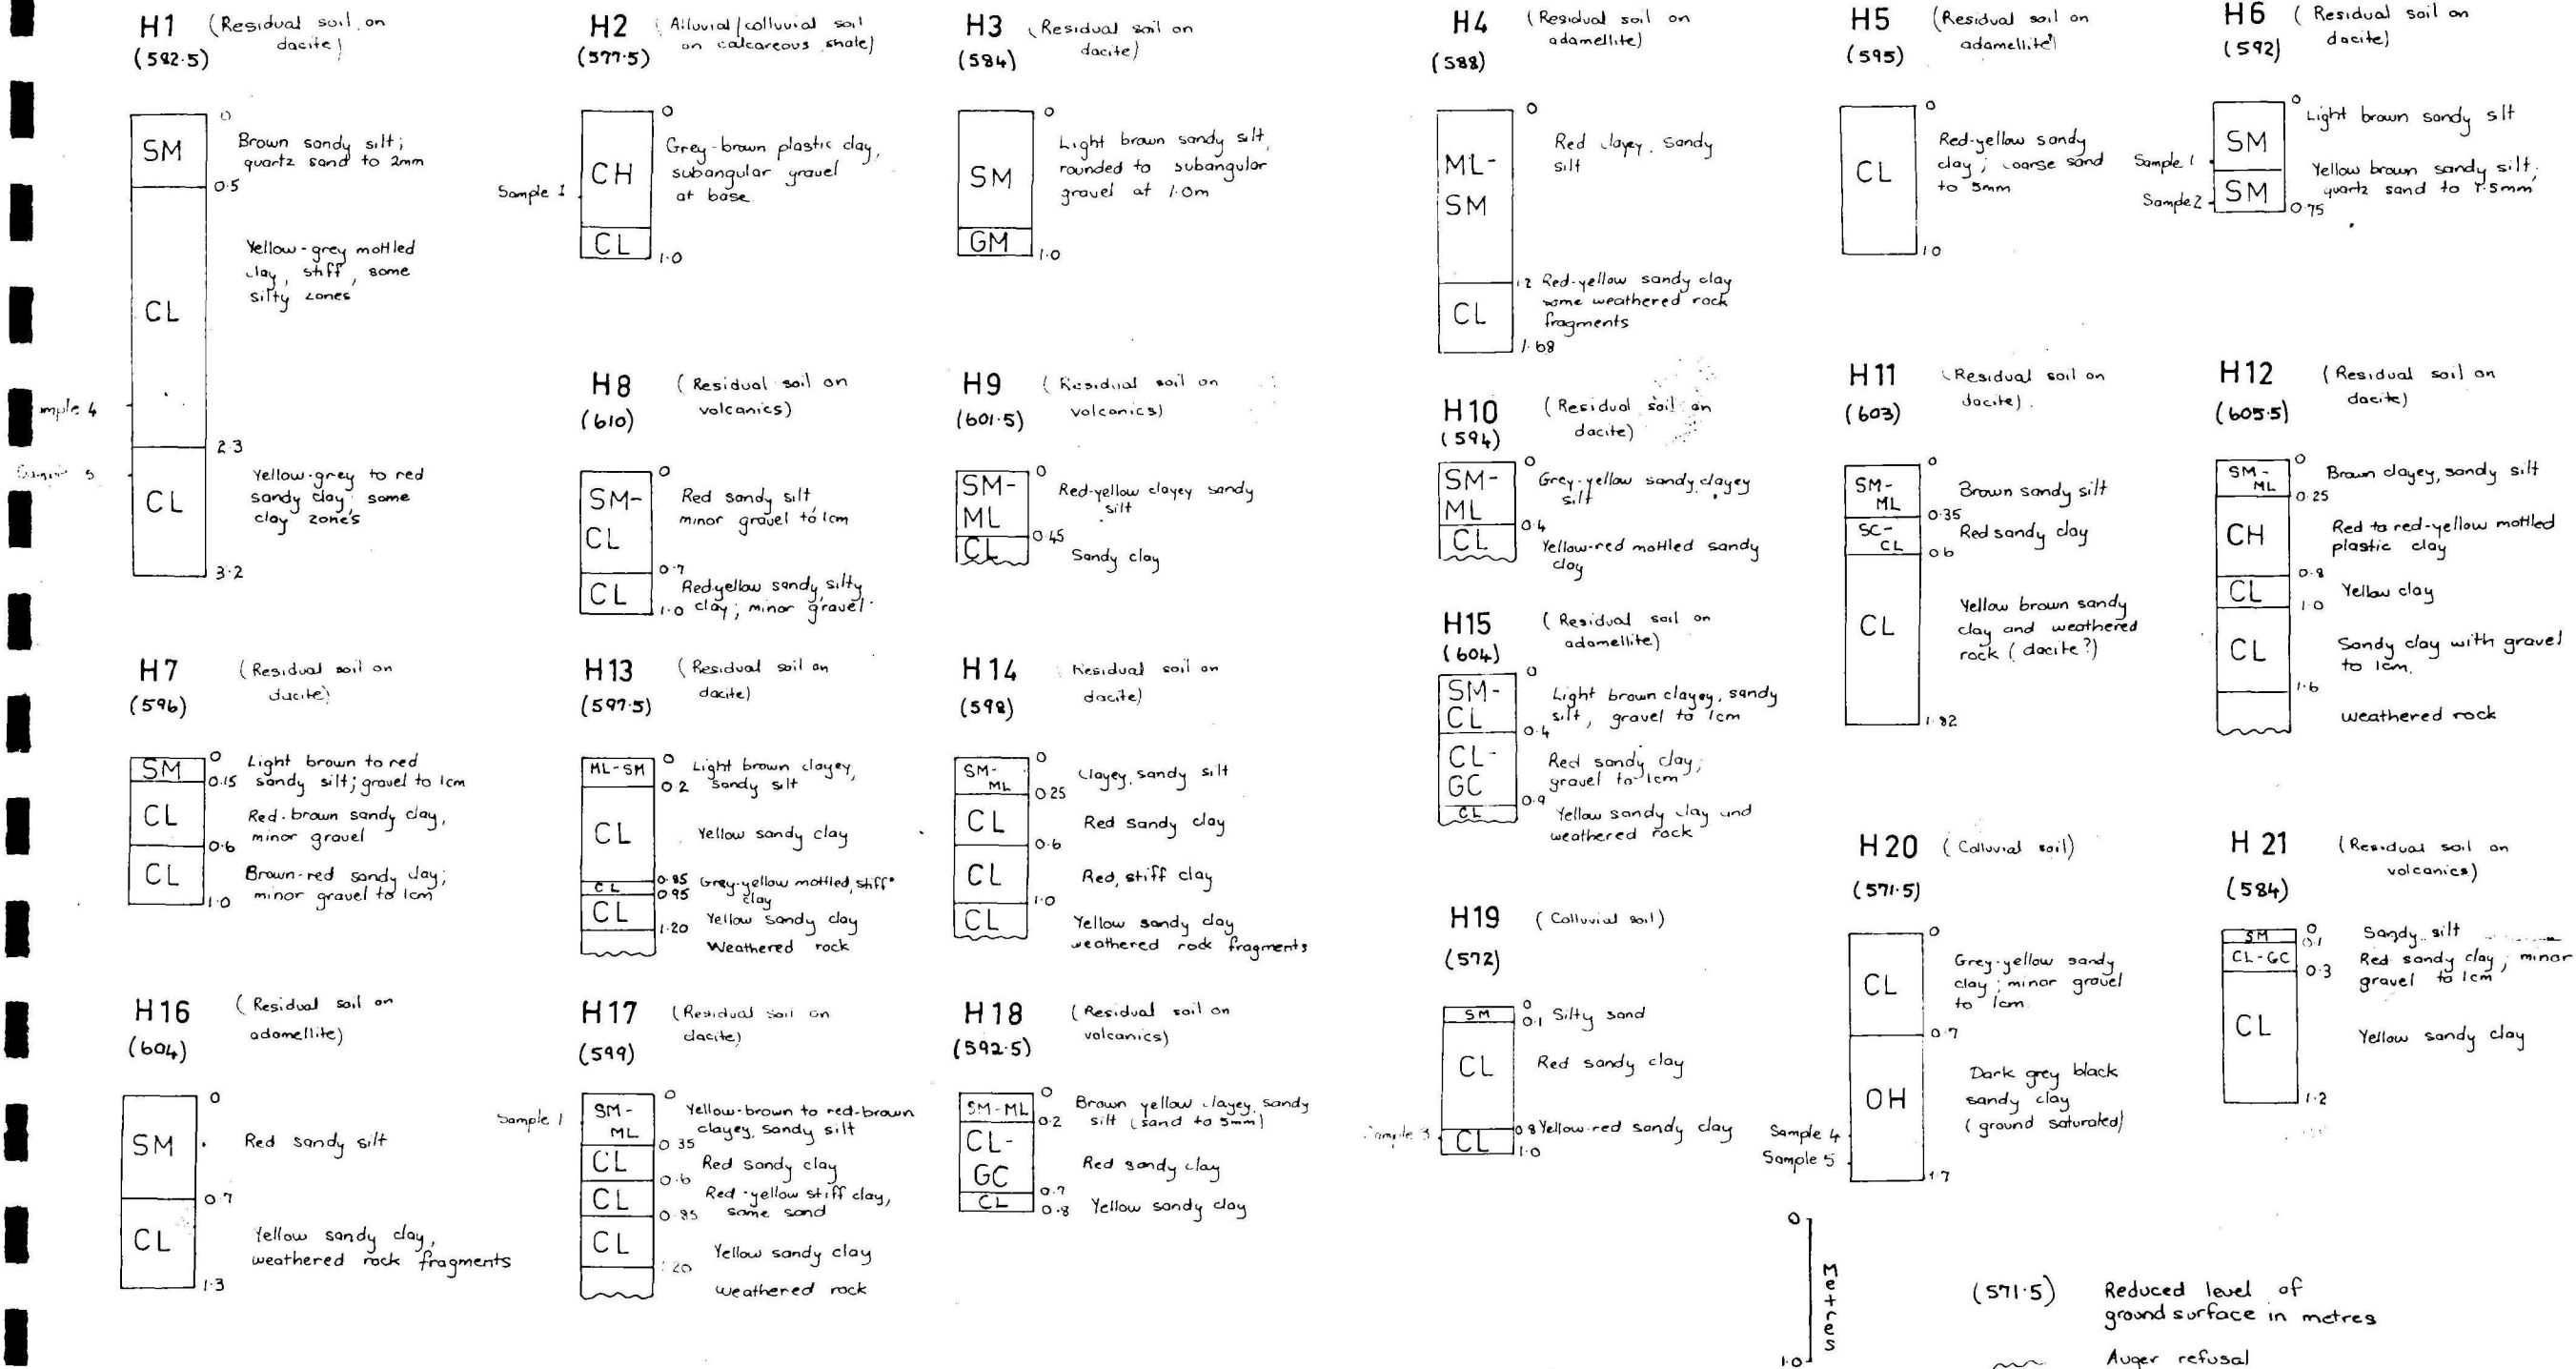 H1 (Residual soil on
dacite)
(592.5)
0
SM
Brown sandy silt;
quartz sand to 2mm
0.5
Yellow-grey mottled
clay, stiff, some
silty zones
CL
mple 4
2.3
5
Yellow-grey to red
sandy clay; some
clay zones
CL
3.2
H2 (Alluvial/colluvial soil
on calcareous shale)
(577.5)
0
CH
Grey-brown plastic clay,
subangular gravel
at base.
Sample 1
CL
1.0
H3 (Residual soil on
dacite)
(584)
0
SM
Light brown sandy silt,
rounded to subangular
gravel at 1.0m
GM
1.0
H4 (Residual soil on
adamellite)
(588)
0
ML-
SM
Red clayey, sandy
silt
1.2
CL
Red-yellow sandy clay
some weathered rock
fragments
1.68
H5 (Residual soil on
adamellite)
(595)
0
CL
Red-yellow sandy
clay; coarse sand
to 5mm
1.0
H6 (Residual soil on
dacite)
(592)
0
SM
Light brown sandy silt
Sample 1
Yellow brown sandy silt;
quartz sand to 1.5mm
Sample 2
SM
0.75
H8 (Residual soil on
volcanics)
(610)
0
SM-
CL
Red sandy silt
minor gravel to 1cm
0.7
CL
Red-yellow sandy, silty
clay; minor gravel
1.0
H9 (Residual soil on
volcanics)
(601.5)
0
SM-
ML
Red-yellow clayey sandy
silt
0.45
CL
Sandy clay
H10 (Residual soil on
dacite)
(594)
0
SM-
ML
Grey-yellow sandy, clayey
silt
0.4
CL
Yellow-red mottled sandy
clay
H11 (Residual soil on
dacite)
(603)
0
SM-
ML
Brown sandy silt
0.35
SC-
CL
Red sandy clay
0.6
CL
Yellow brown sandy
clay and weathered
rock (dacite?)
1.82
H12 (Residual soil on
dacite)
(605.5)
0
SM-
ML
Brown clayey, sandy silt
0.25
CH
Red to red-yellow mottled
plastic clay
0.8
CL
Yellow clay
1.0
CL
Sandy clay with gravel
to 1cm.
1.6
weathered rock
H7 (Residual soil on
dacite)
(596)
0
SM
Light brown to red
sandy silt; gravel to 1cm
0.15
CL
Red-brown sandy clay,
minor gravel
0.6
CL
Brown-red sandy clay;
minor gravel to 1cm
1.0
H13 (Residual soil on
dacite)
(597.5)
0
ML-SM
Light brown clayey,
sandy silt
0.2
CL
Yellow sandy clay
0.85
CL
Grey-yellow mottled, stiff
clay
0.95
CL
Yellow sandy clay
1.20
Weathered rock
H14 Residual soil on
dacite)
(598)
0
SM-
ML
Clayey, sandy silt
0.25
CL
Red sandy clay
0.6
CL
Red, stiff clay
1.0
CL
Yellow sandy clay
weathered rock fragments
H15 (Residual soil on
adamellite)
(604)
0
SM-
CL
Light brown clayey, sandy
silt, gravel to 1cm
0.4
CL-
GC
Red sandy clay;
gravel to 1cm
0.9
CL
Yellow sandy clay and
weathered rock
H16 (Residual soil on
adamellite)
(604)
0
SM
Red sandy silt
0.7
CL
Yellow sandy clay,
weathered rock fragments
1.3
H17 (Residual soil on
dacite)
(599)
0
Sample 1
SM-
ML
Yellow-brown to red-brown
clayey, sandy silt
0.35
CL
Red sandy clay
0.6
CL
Red-yellow stiff clay,
some sand
0.85
CL
Yellow sandy clay
1.20
weathered rock
H18 (Residual soil on
volcanics)
(592.5)
0
SM-ML
Brown yellow clayey, sandy
silt (sand to 5mm)
0.2
CL-
GC
Red sandy clay
0.7
CL
Yellow sandy clay
0.8
H19 (Colluvial soil)
(572)
0
SM
0.1 Silty sand
CL
Red sandy clay
0.8 Yellow-red sandy clay
Sample 3
CL
1.0
H20 (Colluvial soil)
(571.5)
0
CL
Grey-yellow sandy
clay; minor gravel
to 1cm.
0.7
OH
Dark grey black
sandy clay
(ground saturated)
Sample 4
Sample 5
1.7
H21 (Residual soil on
volcanics)
(584)
0
SM
Sandy silt
0.1
CL-GC
Red sandy clay; minor
gravel to 1cm
0.3
CL
Yellow sandy clay
1.2
0
Metres
1.0
(571.5) Reduced level of
ground surface in metres
Auger refusal